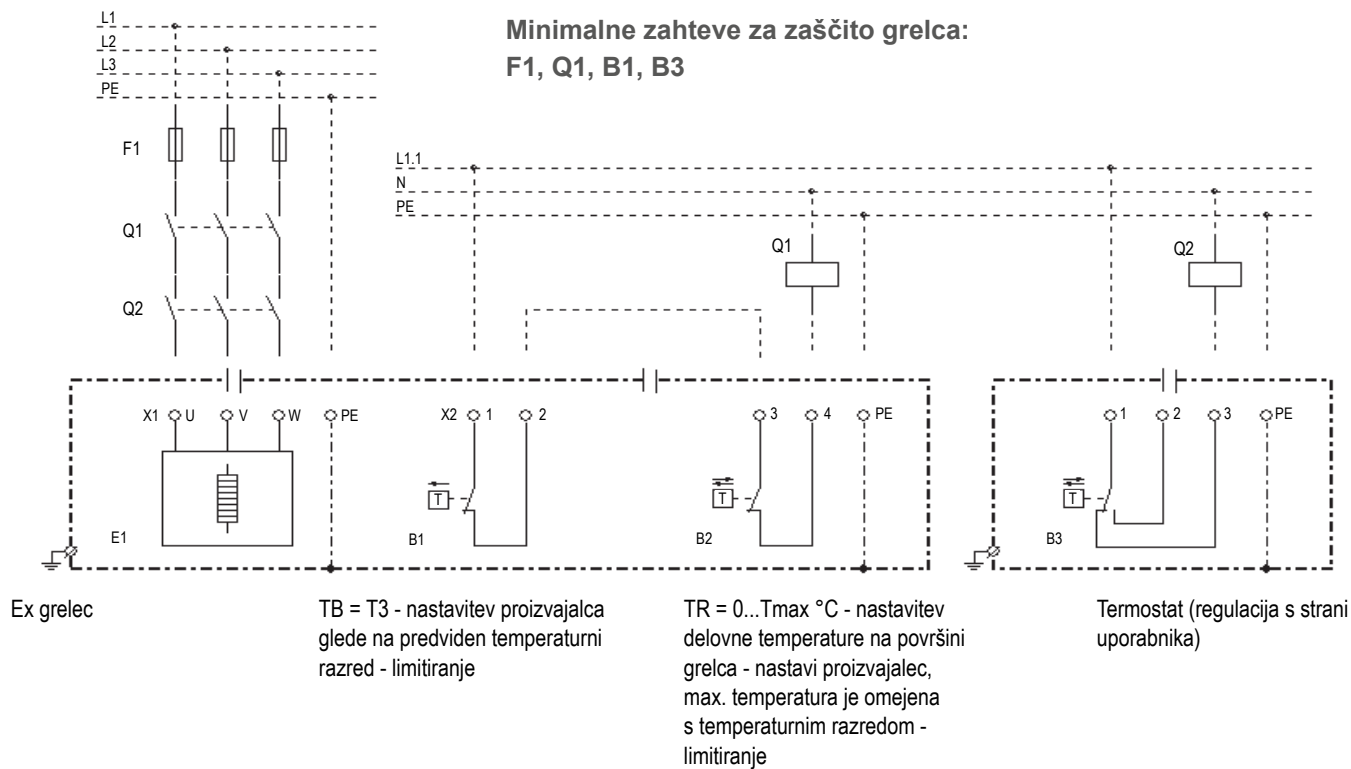 L1
L2
L3
PE
Minimalne zahteve za zaščito grelca:
F1, Q1, B1, B3
F1
Q1
Q2
L1.1
N
PE
Q1
Q2
X1 U V W PE X2 1 2 3 4 PE
1 2 3 PE
T
T
T
E1
B1
B2
B3
Ex grelec
TB = T3 - nastavitev proizvajalca
glede na predviden temperaturni
razred - limitiranje
TR = 0...Tmax °C - nastavitev
delovne temperature na površini
grelca - nastavi proizvajalec,
max. temperatura je omejena
s temperaturnim razredom -
limitiranje
Termostat (regulacija s strani
uporabnika)